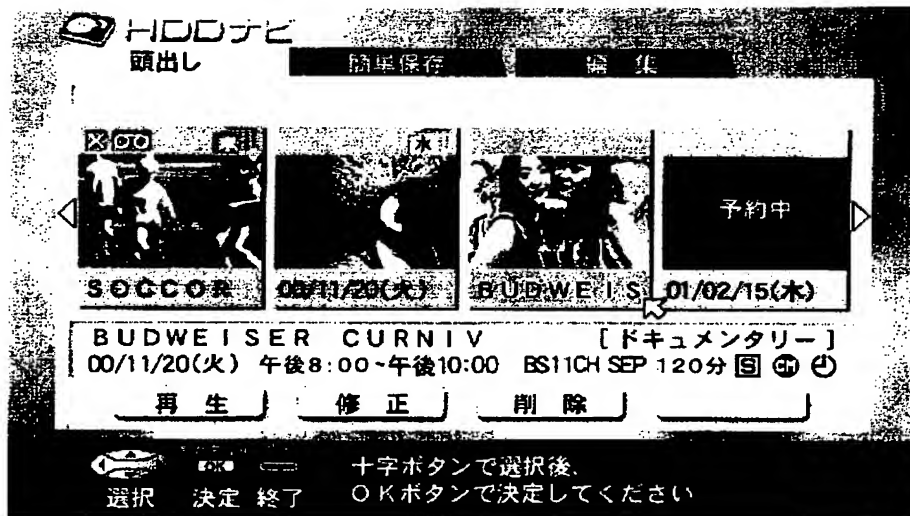 HDDナビ
頭出し 簡単保存 編集
水
予約中
SOCCOR 00/11/20(火) BUDWEIS 01/02/15(木)
BUDWEISER CURNIV [ドキュメンタリー]
00/11/20(火) 午後8:00~午後10:00 BS11CH SEP 120分 S CM
再生 修正 削除
OK 十字ボタンで選択後、
選択 決定 終了 OKボタンで決定してください